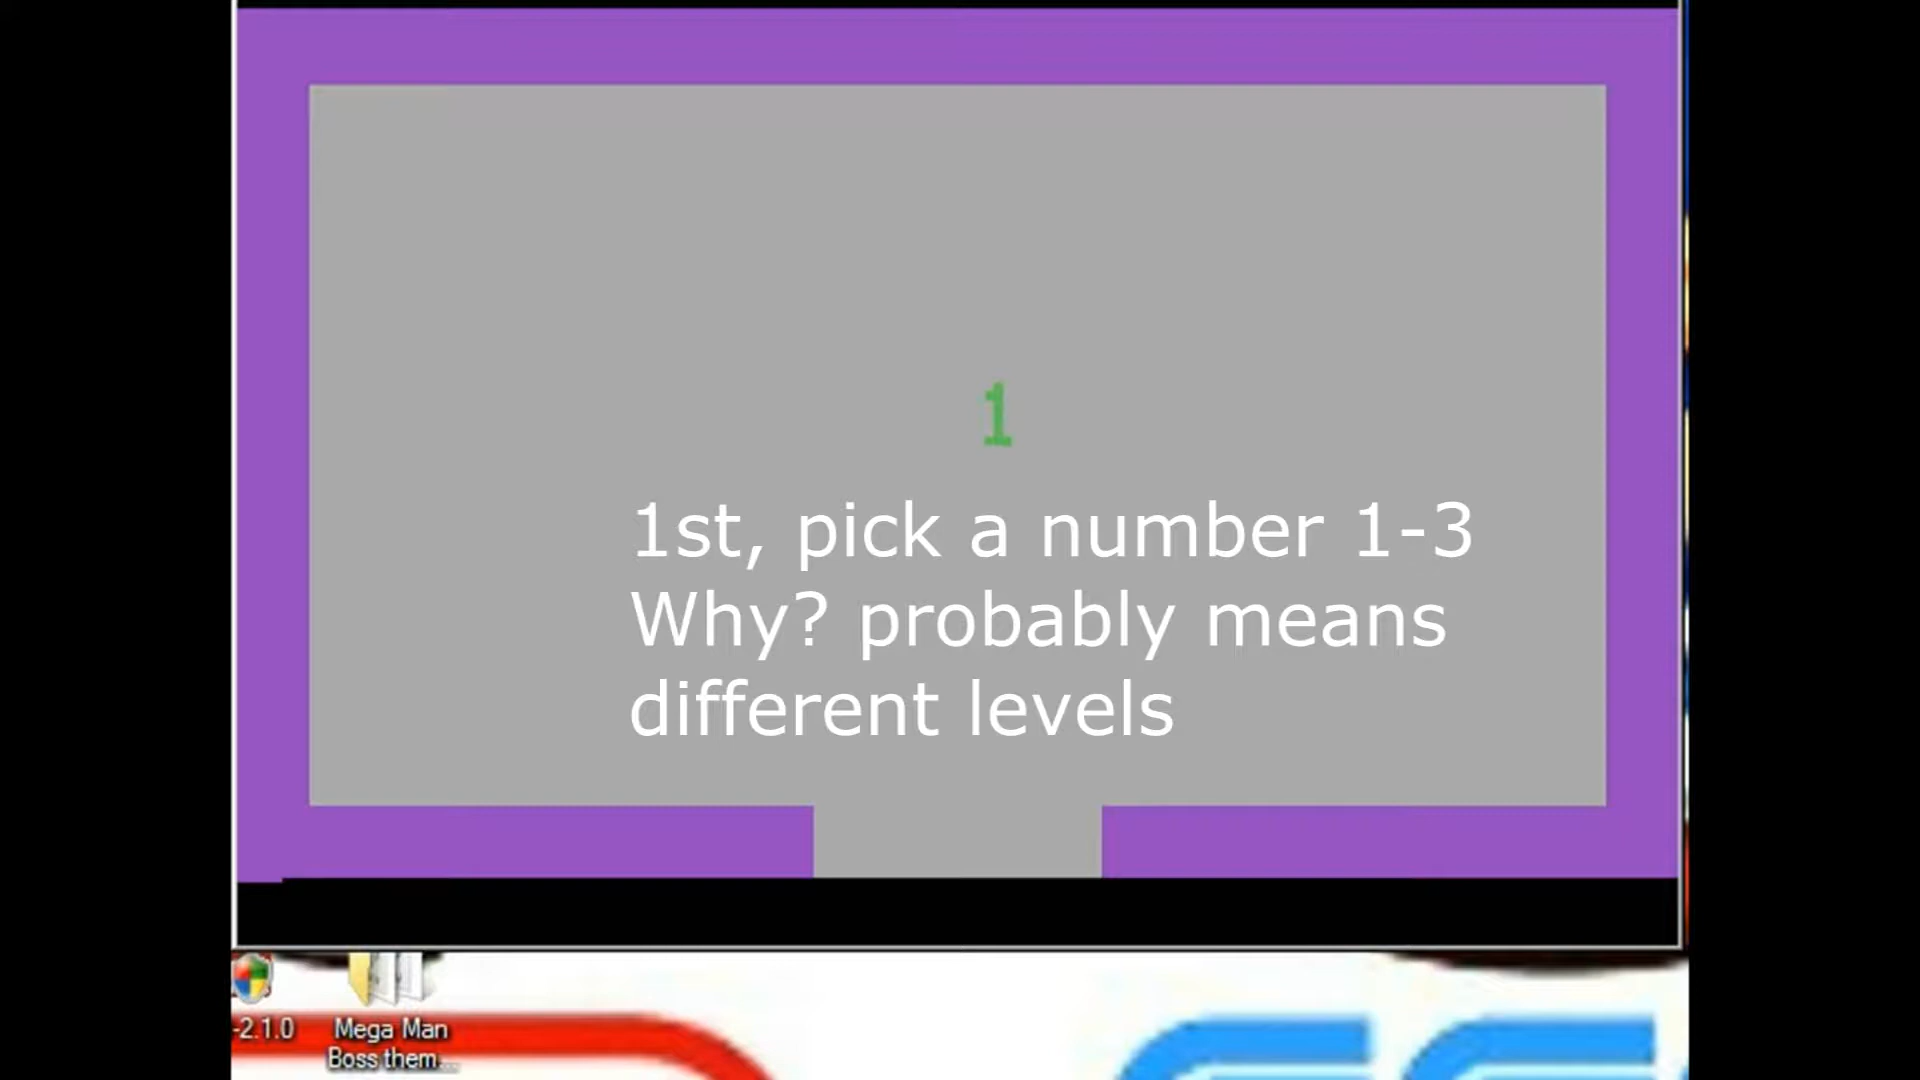 1
1st, pick a number 1-3
Why? probably means
different levels
-2.1.0
Mega Man
Boss them...